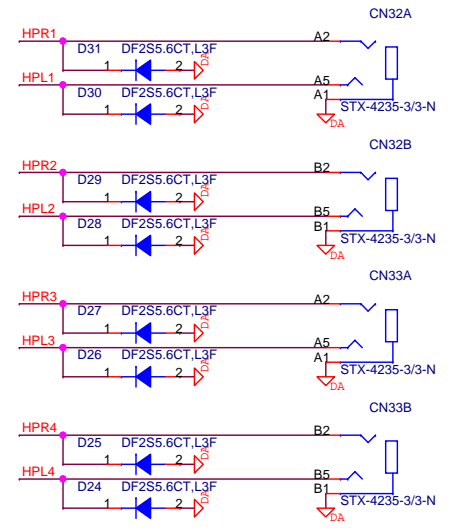 CN32A
HPR1 A2
D31 DF2S5.6CT,L3F
1 2 DA
HPL1 A5
D30 DF2S5.6CT,L3F A1
1 2 DA STX-4235-3/3-N
DA
CN32B
HPR2 B2
D29 DF2S5.6CT,L3F
1 2 DA
HPL2 B5
D28 DF2S5.6CT,L3F B1
1 2 DA STX-4235-3/3-N
DA
CN33A
HPR3 A2
D27 DF2S5.6CT,L3F
1 2 DA
HPL3 A5
D26 DF2S5.6CT,L3F A1
1 2 DA STX-4235-3/3-N
DA
CN33B
HPR4 B2
D25 DF2S5.6CT,L3F
1 2 DA
HPL4 B5
D24 DF2S5.6CT,L3F B1
1 2 DA STX-4235-3/3-N
DA